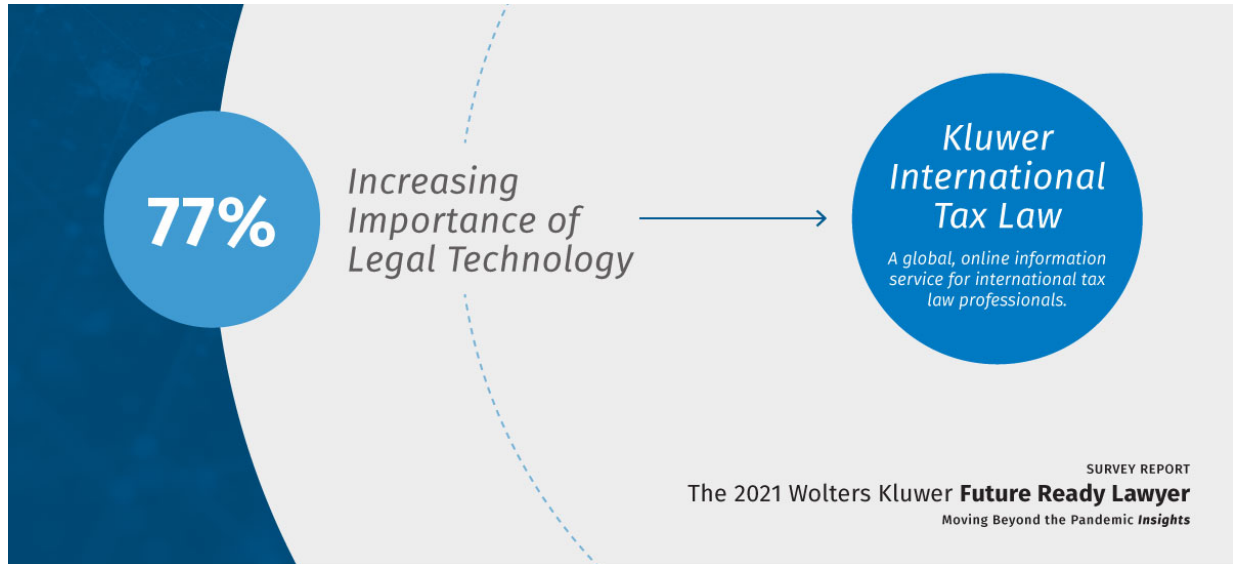 77%
Increasing
Importance of
Legal Technology
Kluwer
International
Tax Law
A global, online information
service for international tax
law professionals.
SURVEY REPORT
The 2021 Wolters Kluwer Future Ready Lawyer
Moving Beyond the Pandemic Insights